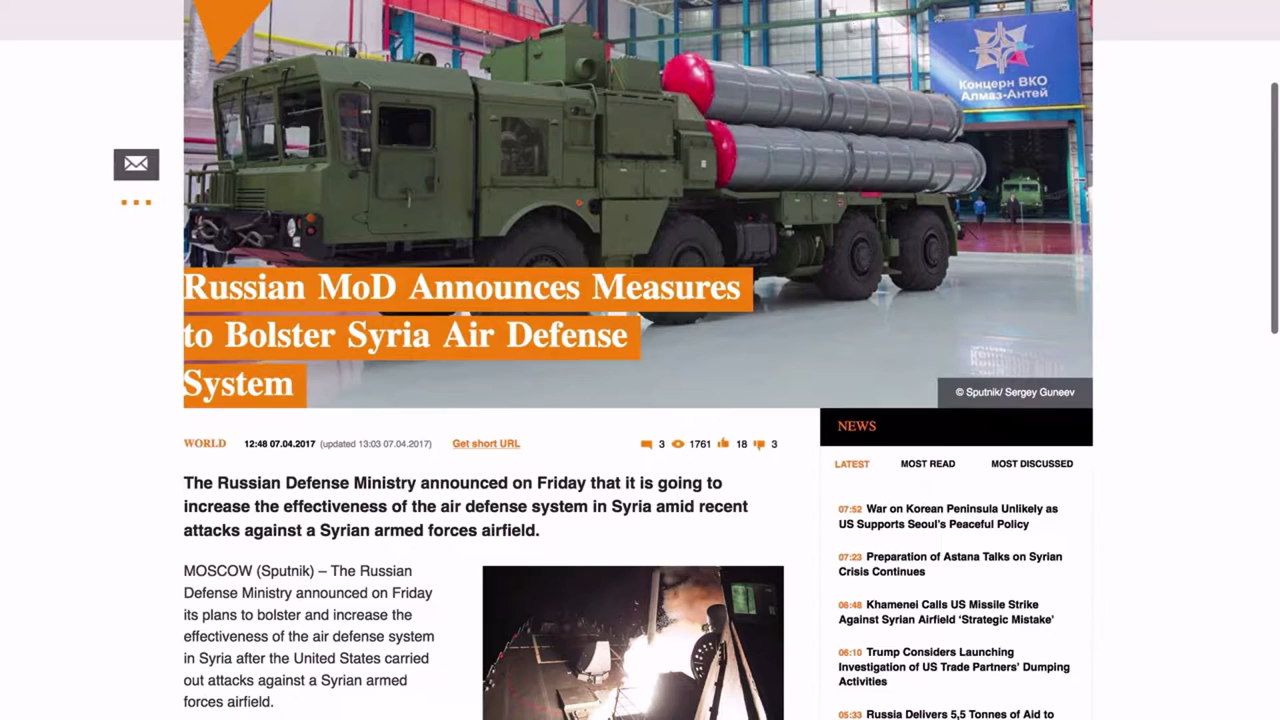 Концерн ВКО
Алмаз-Антей
Russian MoD Announces Measures
to Bolster Syria Air Defense
System
© Sputnik/ Sergey Guneev
WORLD 12:48 07.04.2017 (updated 13:03 07.04.2017) Get short URL 3 1761 18 3
The Russian Defense Ministry announced on Friday that it is going to
increase the effectiveness of the air defense system in Syria amid recent
attacks against a Syrian armed forces airfield.
MOSCOW (Sputnik) – The Russian
Defense Ministry announced on Friday
its plans to bolster and increase the
effectiveness of the air defense system
in Syria after the United States carried
out attacks against a Syrian armed
forces airfield.
NEWS
LATEST MOST READ MOST DISCUSSED
07:52 War on Korean Peninsula Unlikely as
US Supports Seoul's Peaceful Policy
07:23 Preparation of Astana Talks on Syrian
Crisis Continues
06:48 Khamenei Calls US Missile Strike
Against Syrian Airfield 'Strategic Mistake'
06:10 Trump Considers Launching
Investigation of US Trade Partners' Dumping
Activities
05:33 Russia Delivers 5,5 Tonnes of Aid to